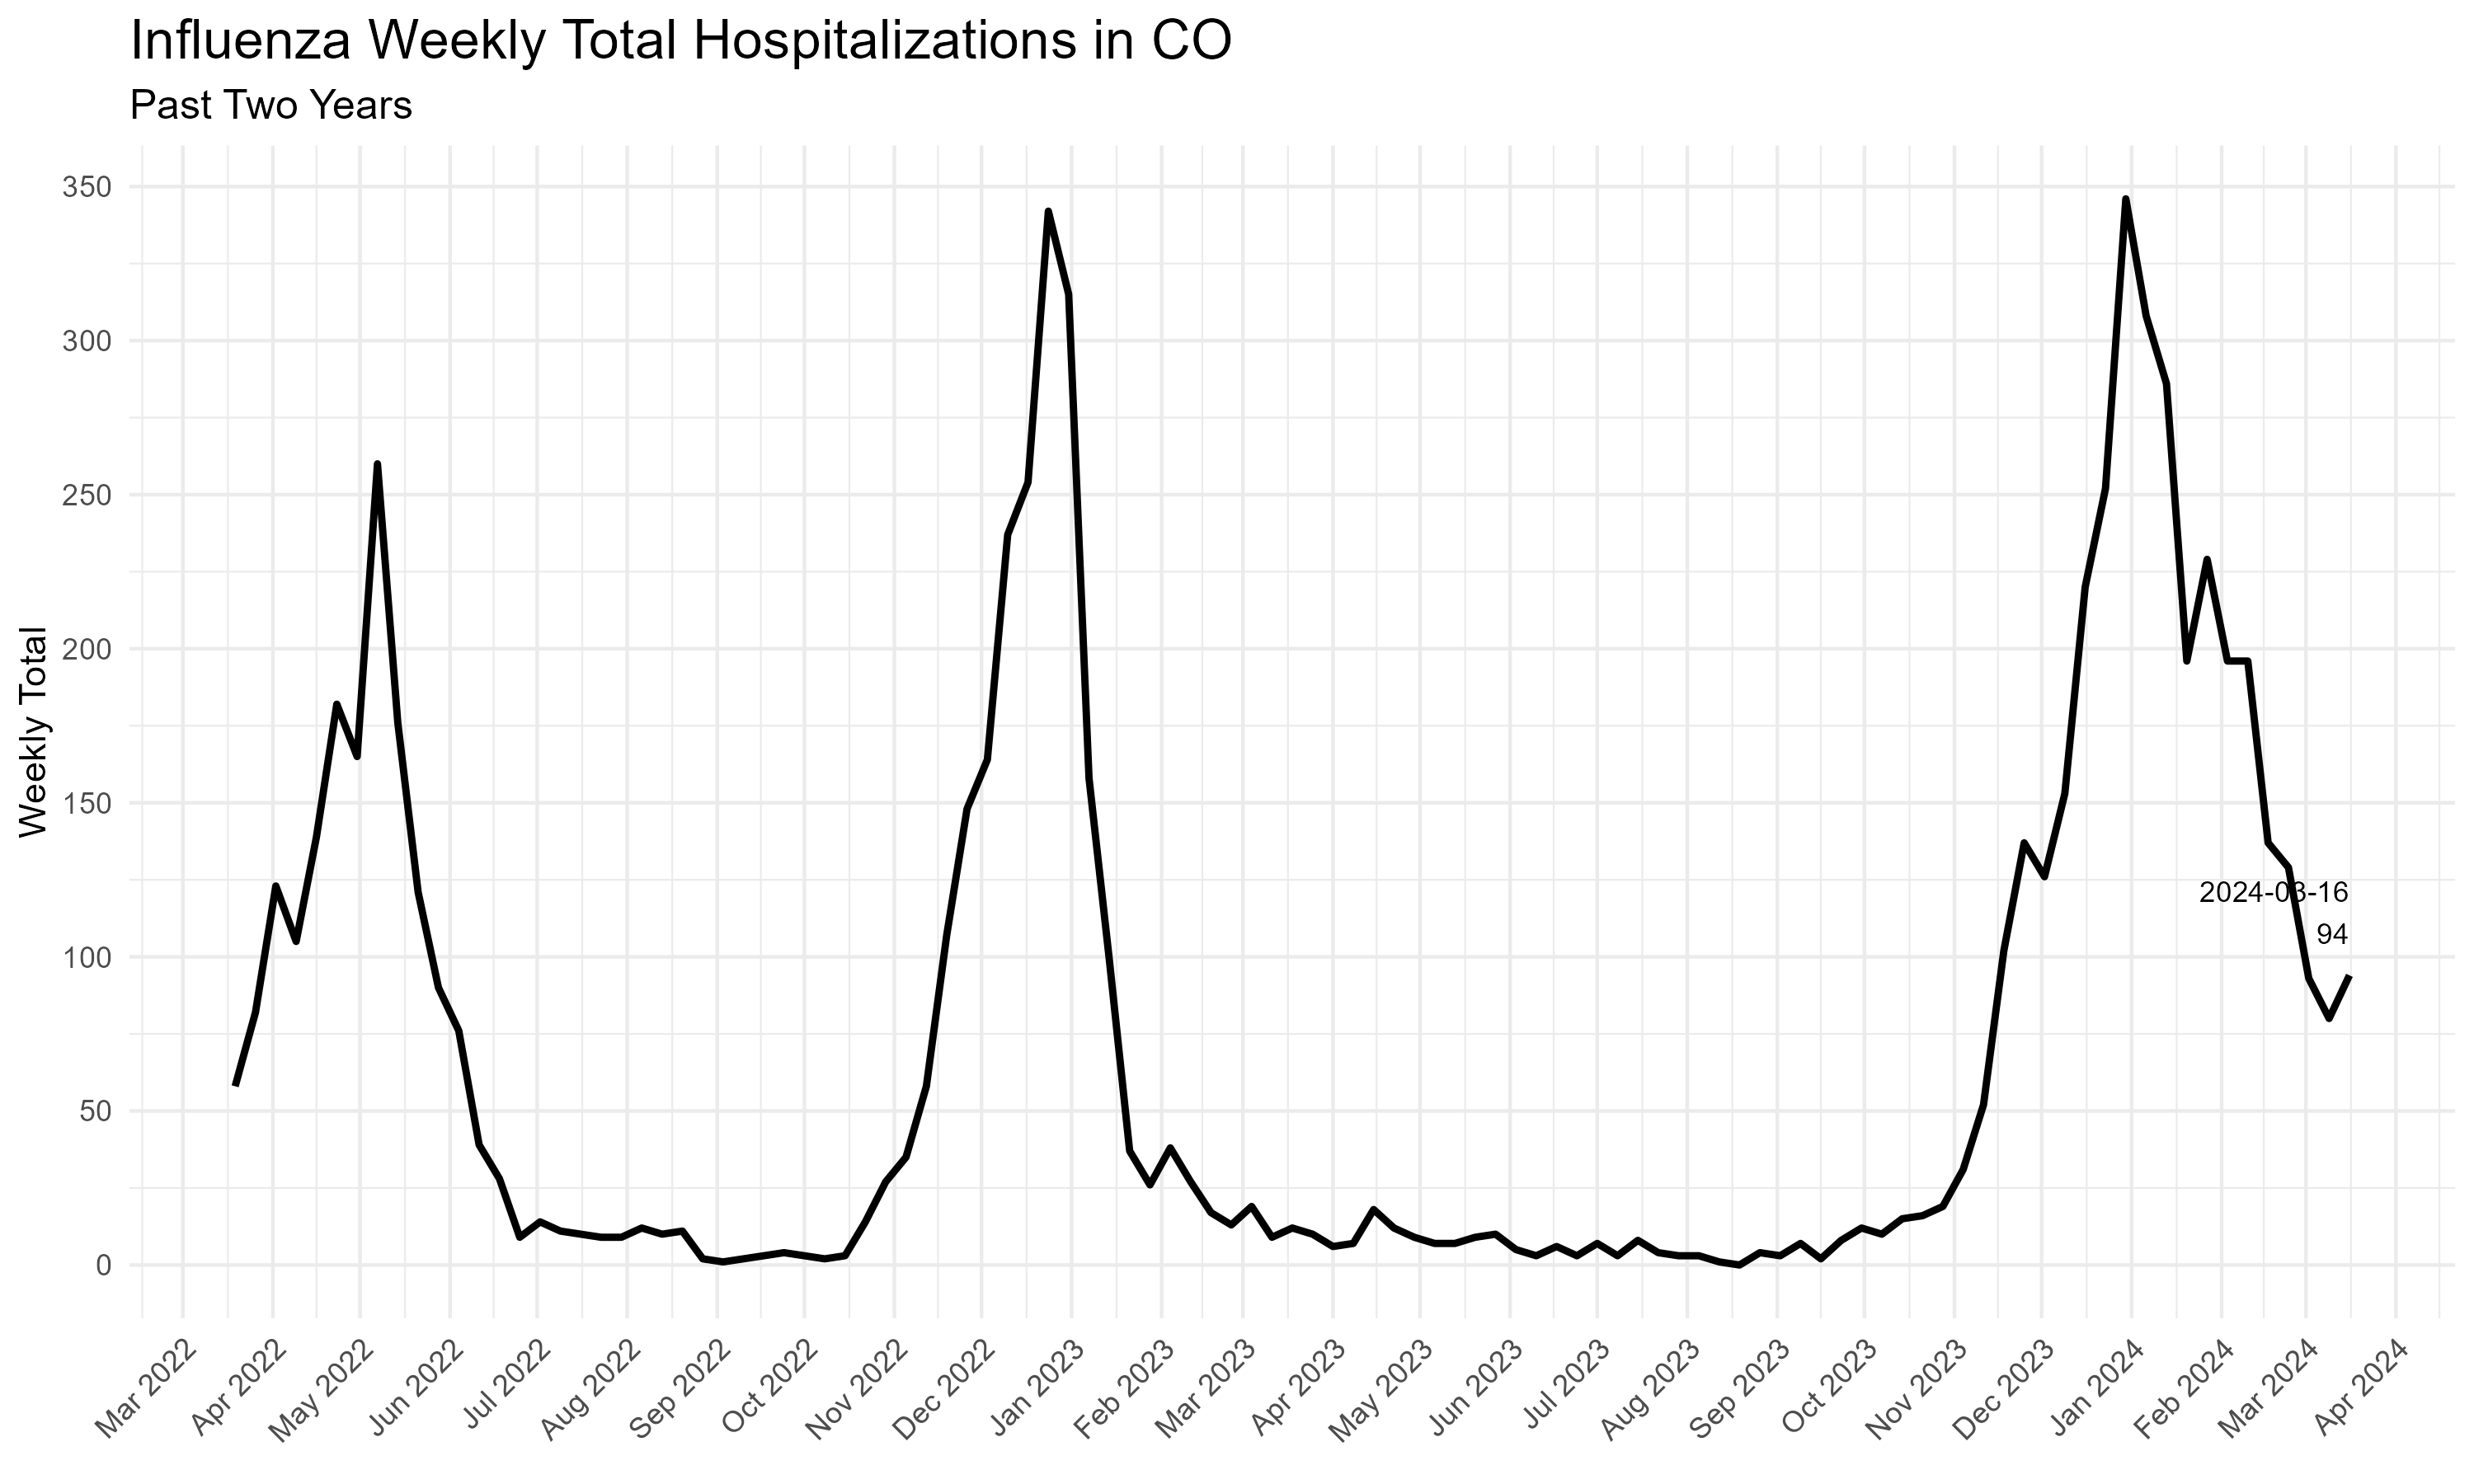 Influenza Weekly Total Hospitalizations in CO
Past Two Years
Weekly Total
350
300
250
200
150
100
50
0
2024-03-16
94
Mar 2022
Apr 2022
May 2022
Jun 2022
Jul 2022
Aug 2022
Sep 2022
Oct 2022
Nov 2022
Dec 2022
Jan 2023
Feb 2023
Mar 2023
Apr 2023
May 2023
Jun 2023
Jul 2023
Aug 2023
Sep 2023
Oct 2023
Nov 2023
Dec 2023
Jan 2024
Feb 2024
Mar 2024
Apr 2024